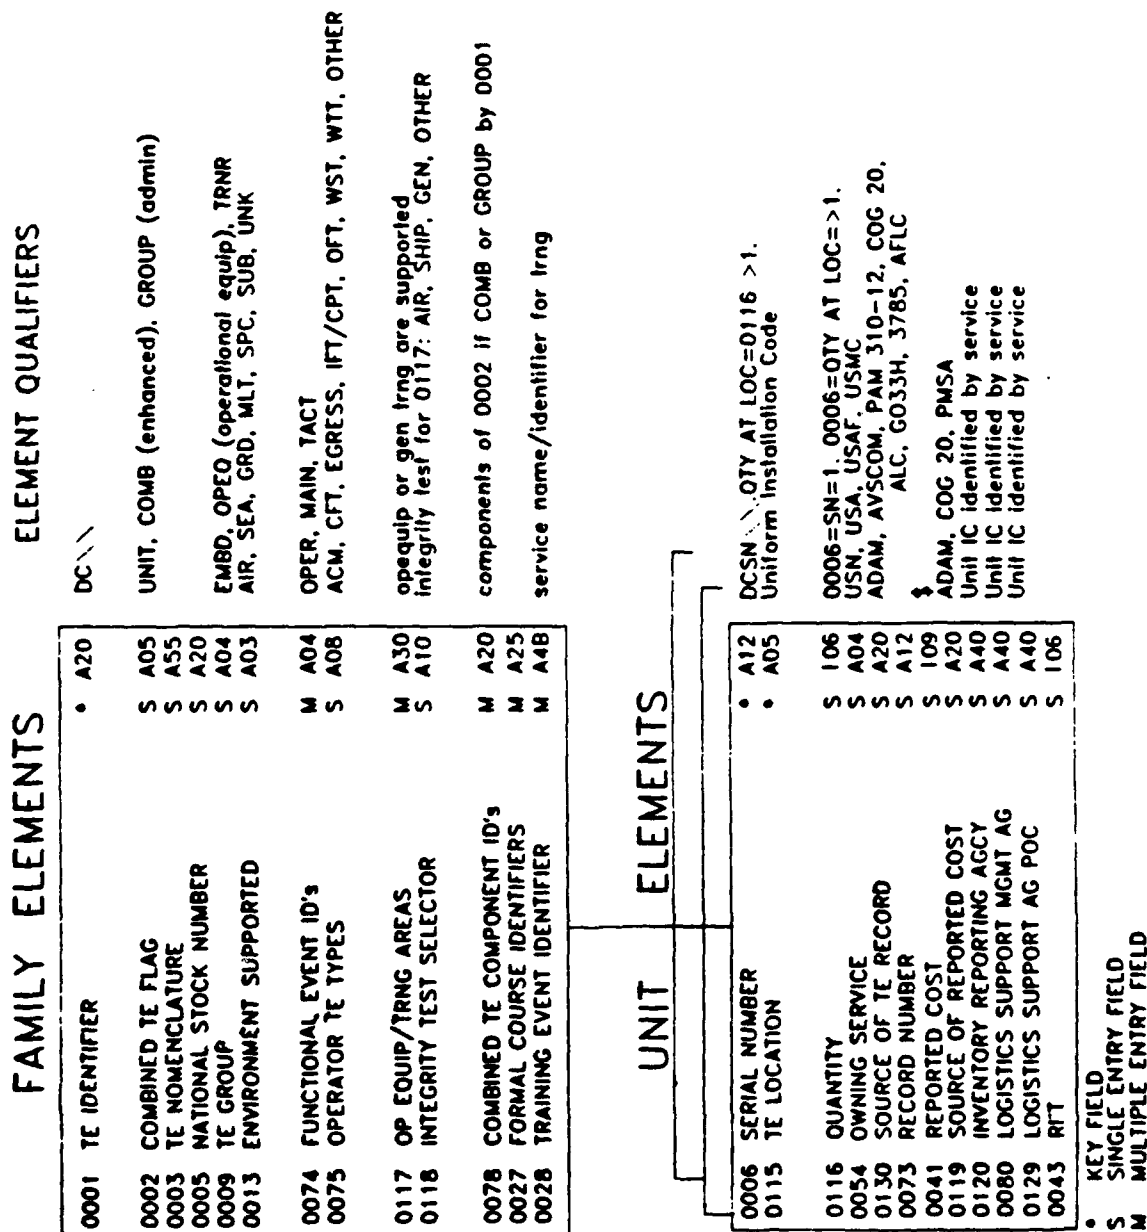 FAMILY ELEMENTS
ELEMENT QUALIFIERS
0001 TE IDENTIFIER • A20 DC\\
0002 COMBINED TE FLAG S A05 UNIT, COMB (enhanced), GROUP (admin)
0003 TE NOMENCLATURE S A55
0005 NATIONAL STOCK NUMBER S A20
0009 TE GROUP S A04 EMBD, OPEQ (operational equip), TRNR
0013 ENVIRONMENT SUPPORTED S A03 AIR, SEA, GRD, MLT, SPC, SUB, UNK
0074 FUNCTIONAL EVENT ID's M A04 OPER, MAIN, TACT
0075 OPERATOR TE TYPES S A08 ACM, CFT, EGRESS, IFT/CPT, OFT, WST, WTT, OTHER
0117 OP EQUIP/TRNG AREAS M A30 opequip or gen trng are supported
0118 INTEGRITY TEST SELECTOR S A10 integrity test for 0117: AIR, SHIP, GEN, OTHER
0078 COMBINED TE COMPONENT ID's M A20 components of 0002 if COMB or GROUP by 0001
0027 FORMAL COURSE IDENTIFIERS M A25
0028 TRAINING EVENT IDENTIFIER M A48 service name/identifier for trng
UNIT ELEMENTS
0006 SERIAL NUMBER • A12 DCSN\\ QTY AT LOC=0116 >1.
0115 TE LOCATION • A05 Uniform Installation Code
0116 QUANTITY S I06 0006=SN=1, 0006=QTY AT LOC=>1.
0054 OWNING SERVICE S A04 USN, USA, USAF, USMC
0130 SOURCE OF TE RECORD S A20 ADAM, AVSCOM, PAM 310-12, COG 20,
0073 RECORD NUMBER S A12 ALC, G033H, 3785, AFLC
0041 REPORTED COST S I09 $
0119 SOURCE OF REPORTED COST S A20 ADAM, COG 20, PMSA
0120 INVENTORY REPORTING AGCY S A40 Unit IC identified by service
0080 LOGISTICS SUPPORT MGMT AG S A40 Unit IC identified by service
0129 LOGISTICS SUPPORT AG POC S A40 Unit IC identified by service
0043 RFT S I06
• KEY FIELD
S SINGLE ENTRY FIELD
M MULTIPLE ENTRY FIELD